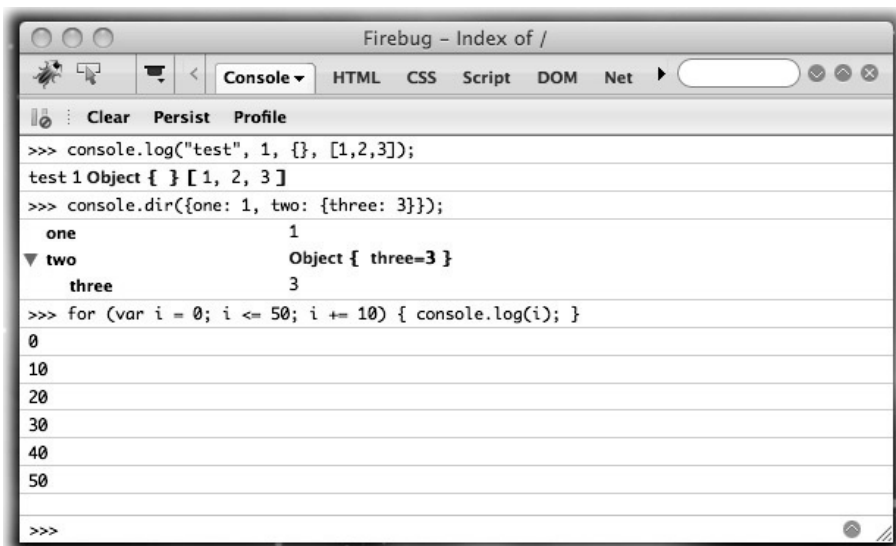 Firebug – Index of /
< Console HTML CSS Script DOM Net
Clear Persist Profile
>>> console.log("test", 1, {}, [1,2,3]);
test 1 Object { } [ 1, 2, 3 ]
>>> console.dir({one: 1, two: {three: 3}});
one 1
two Object { three=3 }
three 3
>>> for (var i = 0; i <= 50; i += 10) { console.log(i); }
0
10
20
30
40
50
>>>